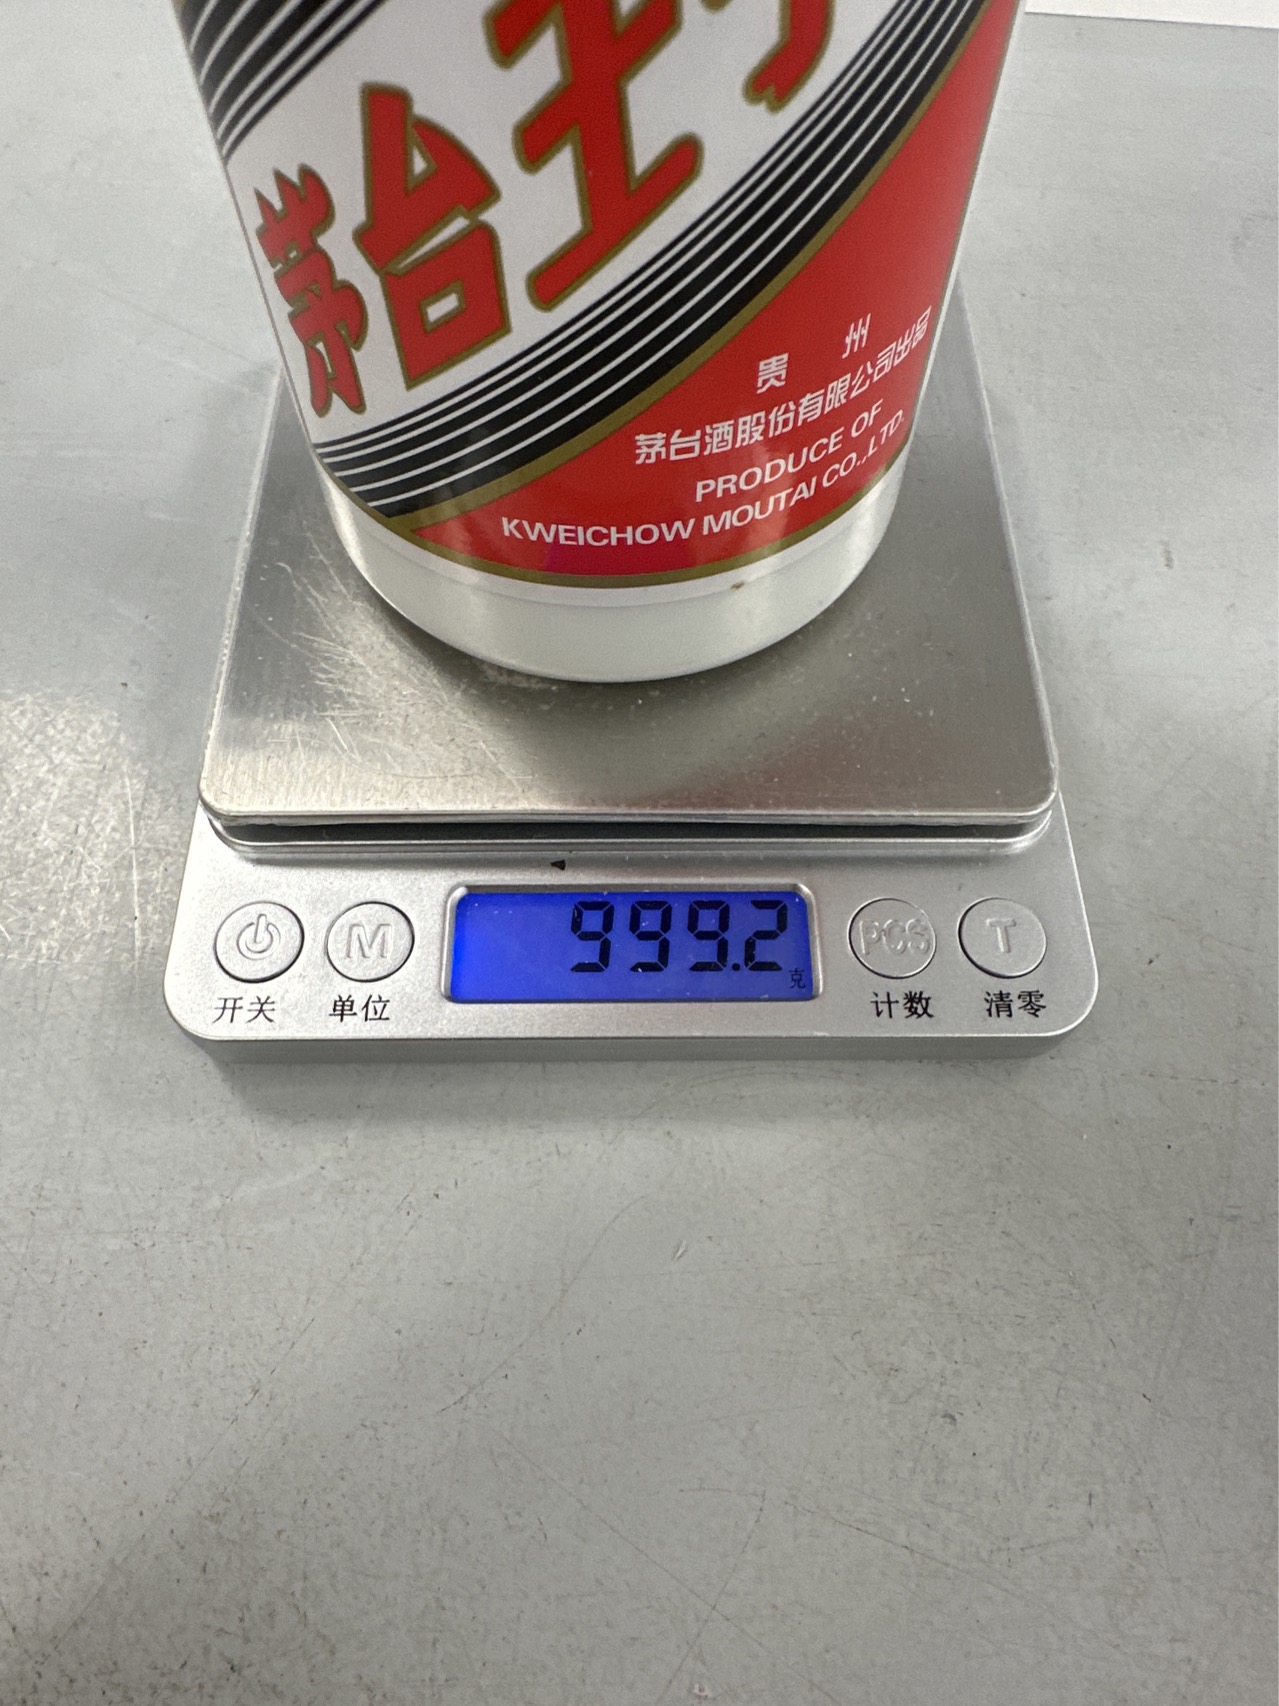 茅台王子
贵 州
茅台酒股份有限公司出品
PRODUCE OF
KWEICHOW MOUTAI CO.,LTD.
999.2
克
M
PCS
T
开关
单位
计数
清零